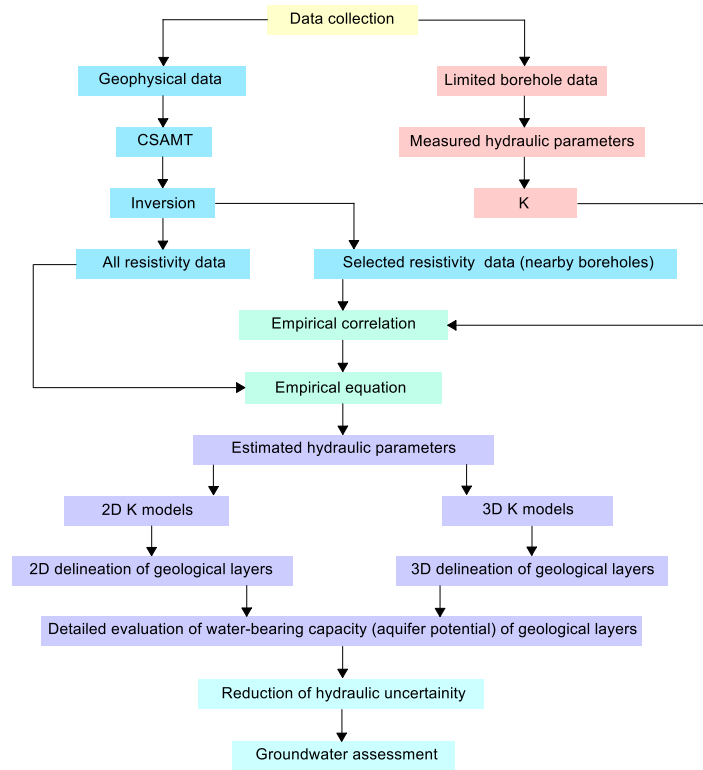 Data collection
Geophysical data
Limited borehole data
CSAMT
Measured hydraulic parameters
Inversion
K
All resistivity data
Selected resistivity data (nearby boreholes)
Empirical correlation
Empirical equation
Estimated hydraulic parameters
2D K models
3D K models
2D delineation of geological layers
3D delineation of geological layers
Detailed evaluation of water-bearing capacity (aquifer potential) of geological layers
Reduction of hydraulic uncertainity
Groundwater assessment